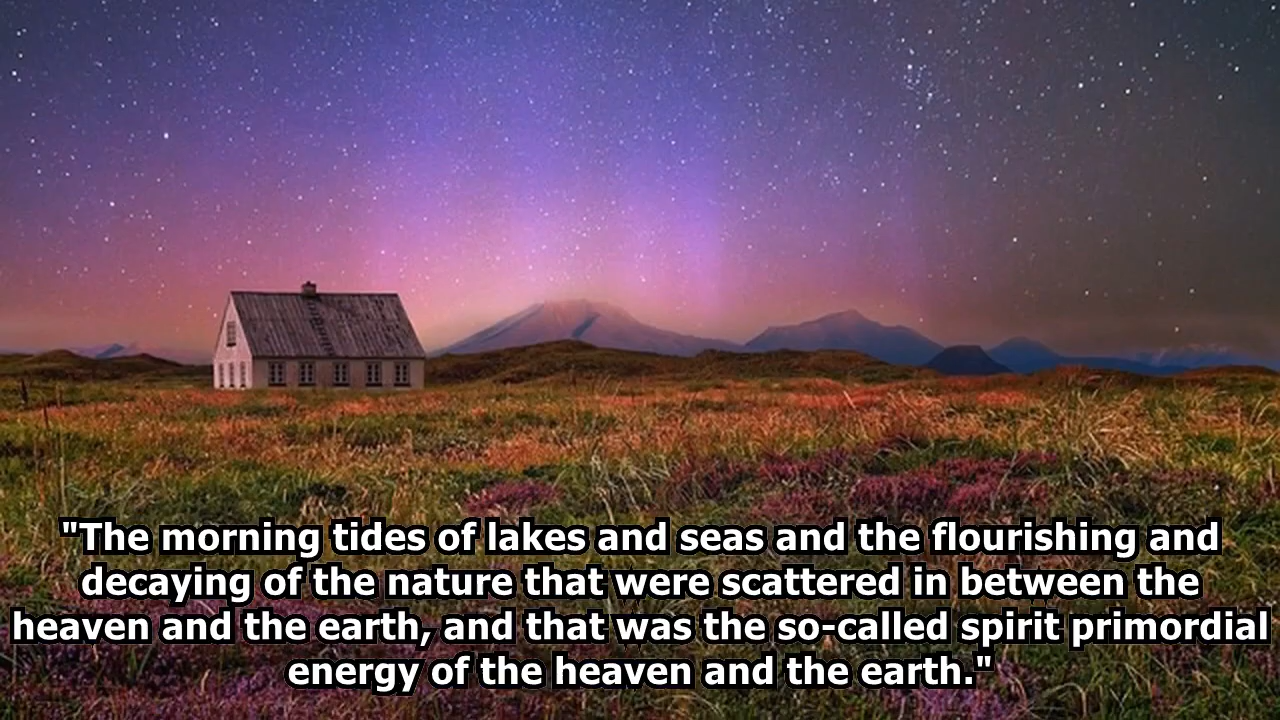 "The morning tides of lakes and seas and the flourishing and
decaying of the nature that were scattered in between the
heaven and the earth, and that was the so-called spirit primordial
energy of the heaven and the earth."